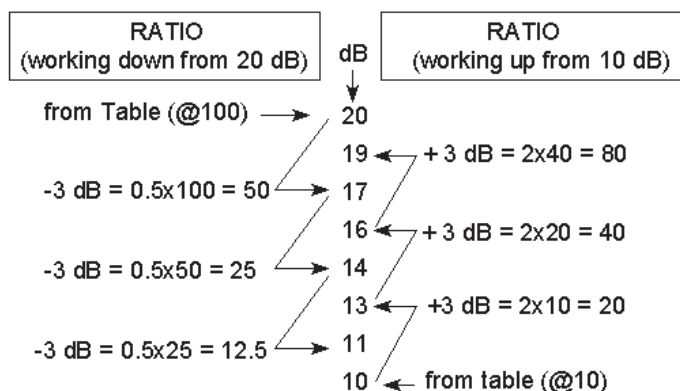 RATIO
(working down from 20 dB)
dB
RATIO
(working up from 10 dB)
from Table (@100)
20
19
+ 3 dB = 2x40 = 80
-3 dB = 0.5x100 = 50
17
16
+ 3 dB = 2x20 = 40
-3 dB = 0.5x50 = 25
14
13
+3 dB = 2x10 = 20
-3 dB = 0.5x25 = 12.5
11
10
from table (@10)